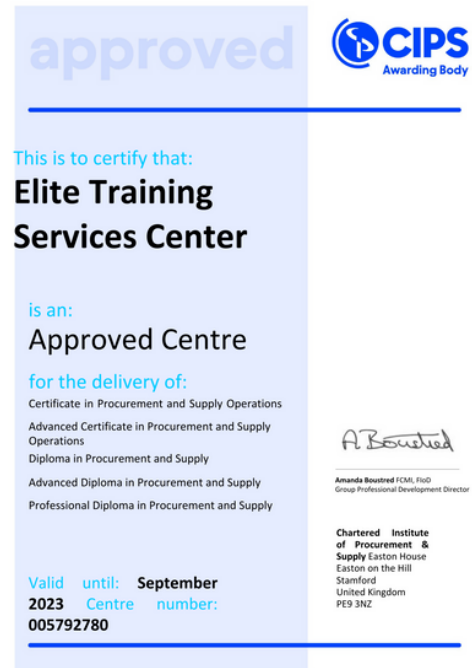 approved
CIPS
Awarding Body
This is to certify that:
Elite Training
Services Center
is an:
Approved Centre
for the delivery of:
Certificate in Procurement and Supply Operations
Advanced Certificate in Procurement and Supply
Operations
Diploma in Procurement and Supply
Advanced Diploma in Procurement and Supply
Professional Diploma in Procurement and Supply
Valid until: September
2023 Centre number:
005792780
A Boustred
Amanda Boustred FCMI, FIoD
Group Professional Development Director
Chartered Institute
of Procurement &
Supply Easton House
Easton on the Hill
Stamford
United Kingdom
PE9 3NZ